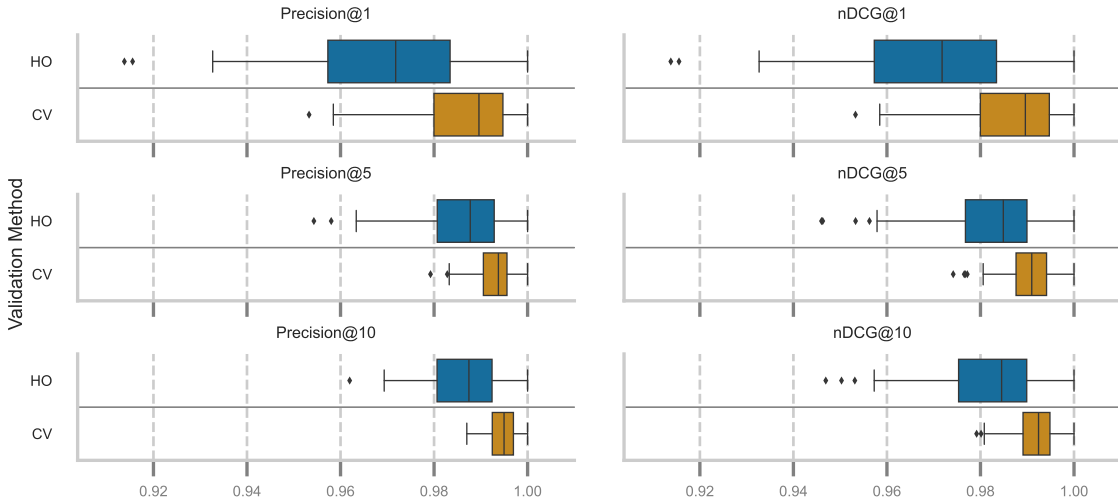 Precision@1 nDCG@1
HO
CV
Precision@5 nDCG@5
HO
CV
Precision@10 nDCG@10
HO
CV
Validation Method
0.92 0.94 0.96 0.98 1.00 0.92 0.94 0.96 0.98 1.00